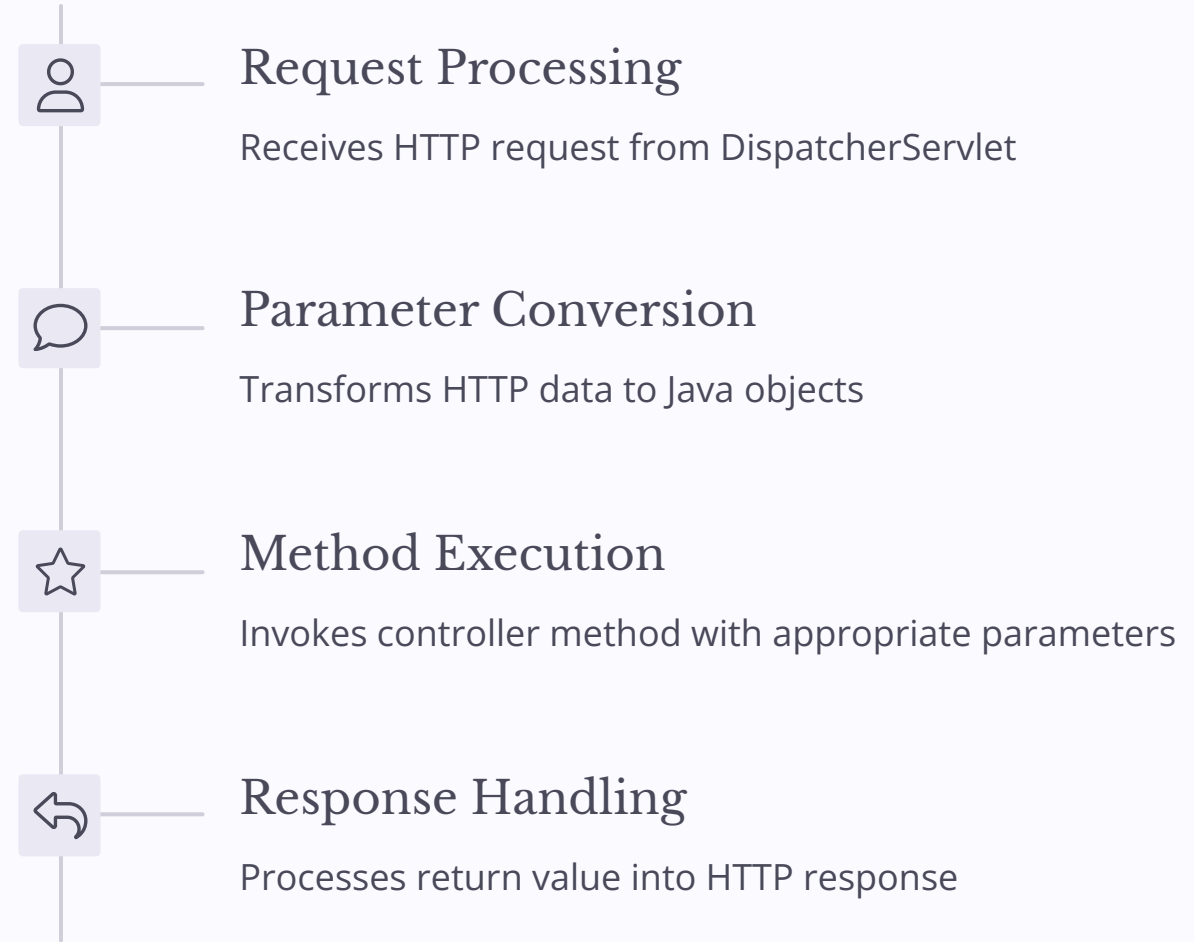 Request Processing
Receives HTTP request from DispatcherServlet
Parameter Conversion
Transforms HTTP data to Java objects
Method Execution
Invokes controller method with appropriate parameters
Response Handling
Processes return value into HTTP response